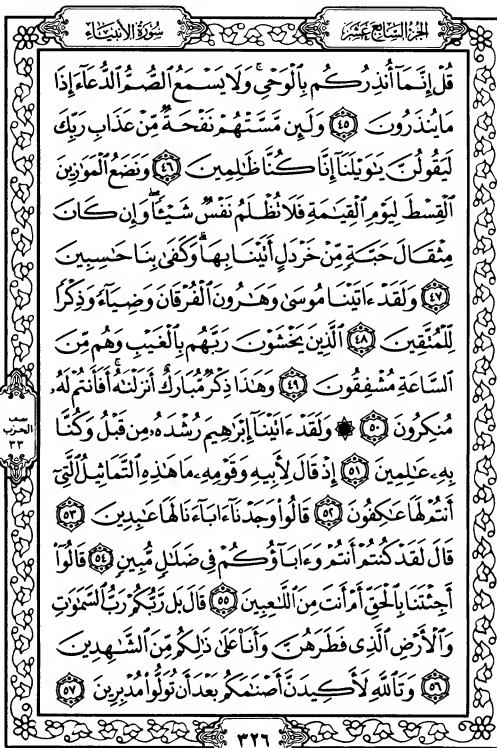 الجزء السابع عشر
سورة الأنبياء
قُلْ إِنَّمَآ أُنذِرُكُم بِٱلْوَحْىِ ۚ وَلَا يَسْمَعُ ٱلصُّمُّ ٱلدُّعَآءَ إِذَا
مَا يُنذَرُونَ ٤٥ وَلَئِن مَّسَّتْهُمْ نَفْحَةٌ مِّنْ عَذَابِ رَبِّكَ
لَيَقُولُنَّ يَٰوَيْلَنَآ إِنَّا كُنَّا ظَٰلِمِينَ ٤٦ وَنَضَعُ ٱلْمَوَٰزِينَ
ٱلْقِسْطَ لِيَوْمِ ٱلْقِيَٰمَةِ فَلَا تُظْلَمُ نَفْسٌ شَيْـًٔا ۖ وَإِن كَانَ
مِثْقَالَ حَبَّةٍ مِّنْ خَرْدَلٍ أَتَيْنَا بِهَا ۗ وَكَفَىٰ بِنَا حَٰسِبِينَ
٤٧ وَلَقَدْ ءَاتَيْنَا مُوسَىٰ وَهَٰرُونَ ٱلْفُرْقَانَ وَضِيَآءً وَذِكْرًا
لِّلْمُتَّقِينَ ٤٨ ٱلَّذِينَ يَخْشَوْنَ رَبَّهُم بِٱلْغَيْبِ وَهُم مِّنَ
ٱلسَّاعَةِ مُشْفِقُونَ ٤٩ وَهَٰذَا ذِكْرٌ مُّبَارَكٌ أَنزَلْنَٰهُ ۚ أَفَأَنتُمْ لَهُۥ
مُنكِرُونَ ٥٠ ۞ وَلَقَدْ ءَاتَيْنَآ إِبْرَٰهِيمَ رُشْدَهُۥ مِن قَبْلُ وَكُنَّا
بِهِۦ عَٰلِمِينَ ٥١ إِذْ قَالَ لِأَبِيهِ وَقَوْمِهِۦ مَا هَٰذِهِ ٱلتَّمَاثِيلُ ٱلَّتِىٓ
أَنتُمْ لَهَا عَٰكِفُونَ ٥٢ قَالُوا۟ وَجَدْنَآ ءَابَآءَنَا لَهَا عَٰبِدِينَ ٥٣
قَالَ لَقَدْ كُنتُمْ أَنتُمْ وَءَابَآؤُكُمْ فِى ضَلَٰلٍ مُّبِينٍ ٥٤ قَالُوٓا۟
أَجِئْتَنَا بِٱلْحَقِّ أَمْ أَنتَ مِنَ ٱللَّٰعِبِينَ ٥٥ قَالَ بَل رَّبُّكُمْ رَبُّ ٱلسَّمَٰوَٰتِ
وَٱلْأَرْضِ ٱلَّذِى فَطَرَهُنَّ وَأَنَا۠ عَلَىٰ ذَٰلِكُم مِّنَ ٱلشَّٰهِدِينَ
٥٦ وَتَٱللَّهِ لَأَكِيدَنَّ أَصْنَٰمَكُم بَعْدَ أَن تُوَلُّوا۟ مُدْبِرِينَ ٥٧
الحزب
٣٣
٣٢٦